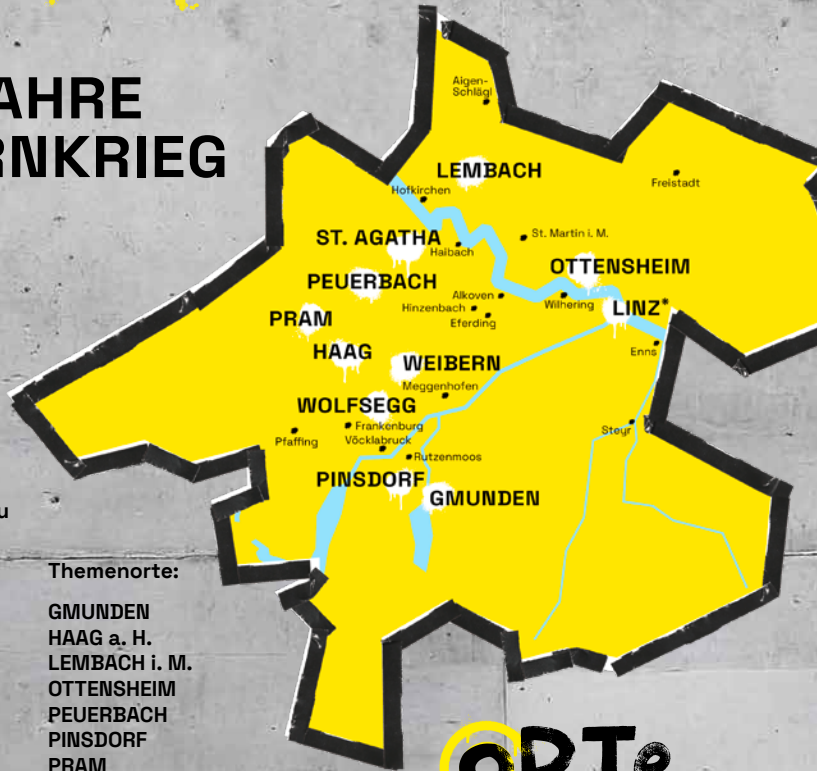 AHRE
RNKRIEG
Aigen-
Schlägl
LEMBACH
Freistadt
Hofkirchen
ST. AGATHA
Haibach
St. Martin i. M.
OTTENSHEIM
PEUERBACH
Alkoven
Wilhering
Hinzenbach
LINZ*
PRAM
Eferding
HAAG
Enns
WEIBERN
Meggenhofen
WOLFSEGG
Frankenburg
Pfaffing
Vöcklabruck
Steyr
Rutzenmoos
PINSDORF
GMUNDEN
u
Themenorte:
GMUNDEN
HAAG a. H.
LEMBACH i. M.
OTTENSHEIM
PEUERBACH
PINSDORF
PRAM
ORTe